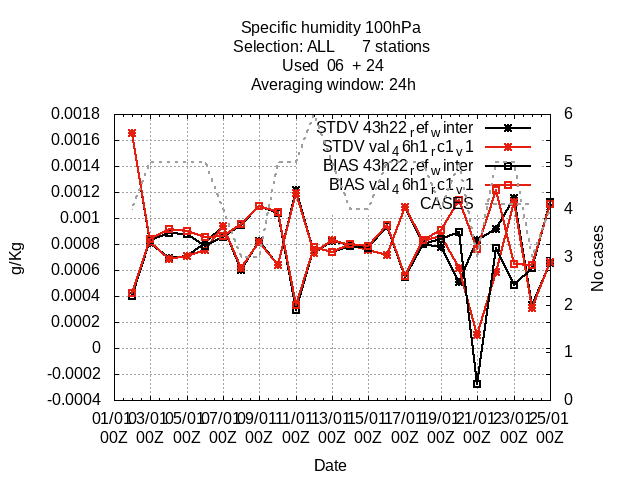 Specific humidity 100hPa
Selection: ALL 7 stations
Used 06 + 24
Averaging window: 24h
STDV 43h22_ref_winter
STDV val_46h1_rc1_v1
BIAS 43h22_ref_winter
BIAS val_46h1_rc1_v1
CASES
g/Kg
0.0018
0.0016
0.0014
0.0012
0.001
0.0008
0.0006
0.0004
0.0002
0
-0.0002
-0.0004
6
5
4
3
2
1
0
No cases
01/01 03/01 05/01 07/01 09/01 11/01 13/01 15/01 17/01 19/01 21/01 23/01 25/01
00Z 00Z 00Z 00Z 00Z 00Z 00Z 00Z 00Z 00Z 00Z 00Z 00Z
Date